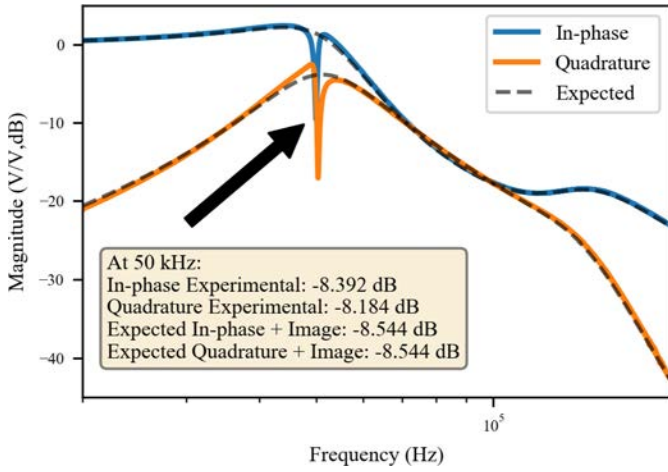 In-phase
Quadrature
Expected
Magnitude (V/V,dB)
0
−10
−20
−30
−40
At 50 kHz:
In-phase Experimental: -8.392 dB
Quadrature Experimental: -8.184 dB
Expected In-phase + Image: -8.544 dB
Expected Quadrature + Image: -8.544 dB
10⁵
Frequency (Hz)